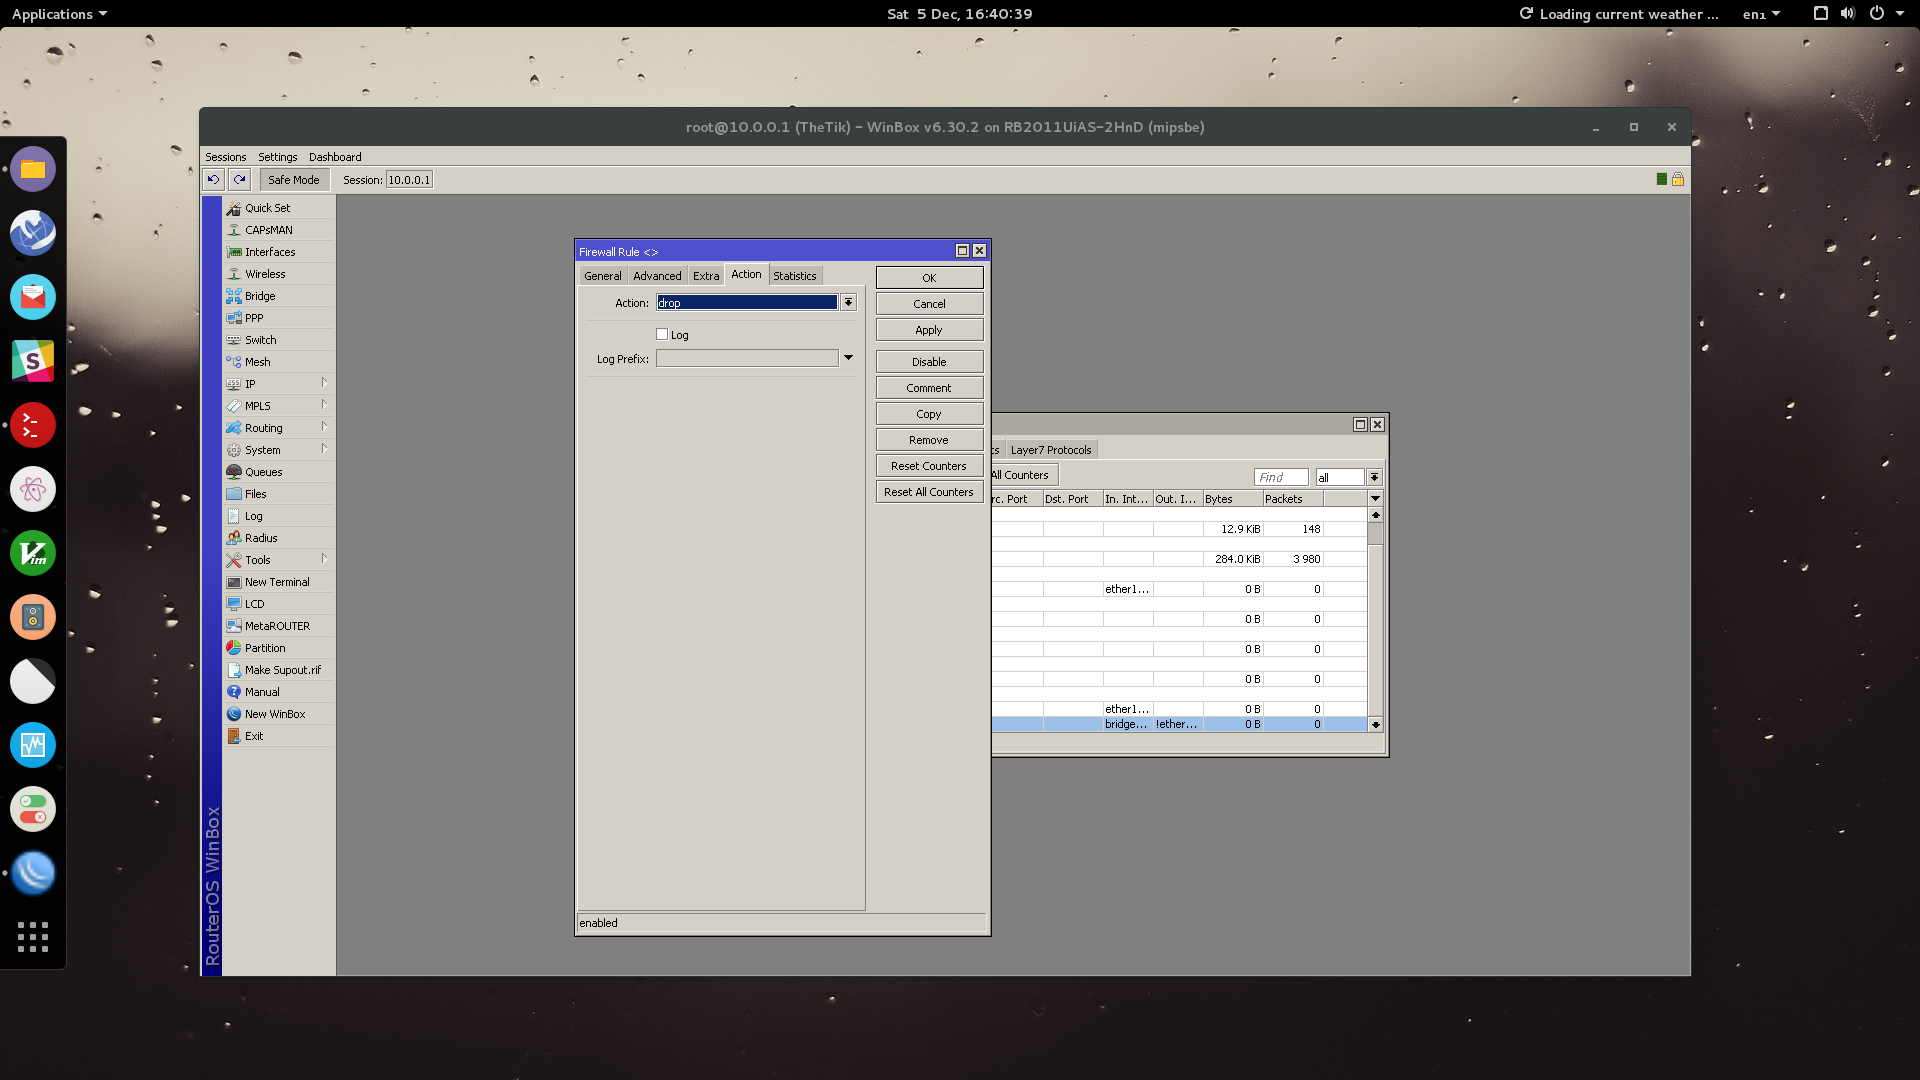 Applications
Sat 5 Dec, 16:40:39
Loading current weather ...
en₁
root@10.0.0.1 (TheTik) - WinBox v6.30.2 on RB2011UiAS-2HnD (mipsbe)
Sessions Settings Dashboard
Safe Mode Session: 10.0.0.1
Quick Set
CAPsMAN
Interfaces
Wireless
Bridge
PPP
Switch
Mesh
IP
MPLS
Routing
System
Queues
Files
Log
Radius
Tools
New Terminal
LCD
MetaROUTER
Partition
Make Supout.rif
Manual
New WinBox
Exit
RouterOS WinBox
Firewall Rule <>
General Advanced Extra Action Statistics
Action: drop
Log
Log Prefix:
OK
Cancel
Apply
Disable
Comment
Copy
Remove
Reset Counters
Reset All Counters
enabled
cs Layer7 Protocols
All Counters
Find all
rc. Port Dst. Port In. Int... Out. I... Bytes Packets
12.9 KiB 148
284.0 KiB 3 980
ether1... 0 B 0
0 B 0
0 B 0
0 B 0
ether1... 0 B 0
bridge... !ether... 0 B 0
S
Vim